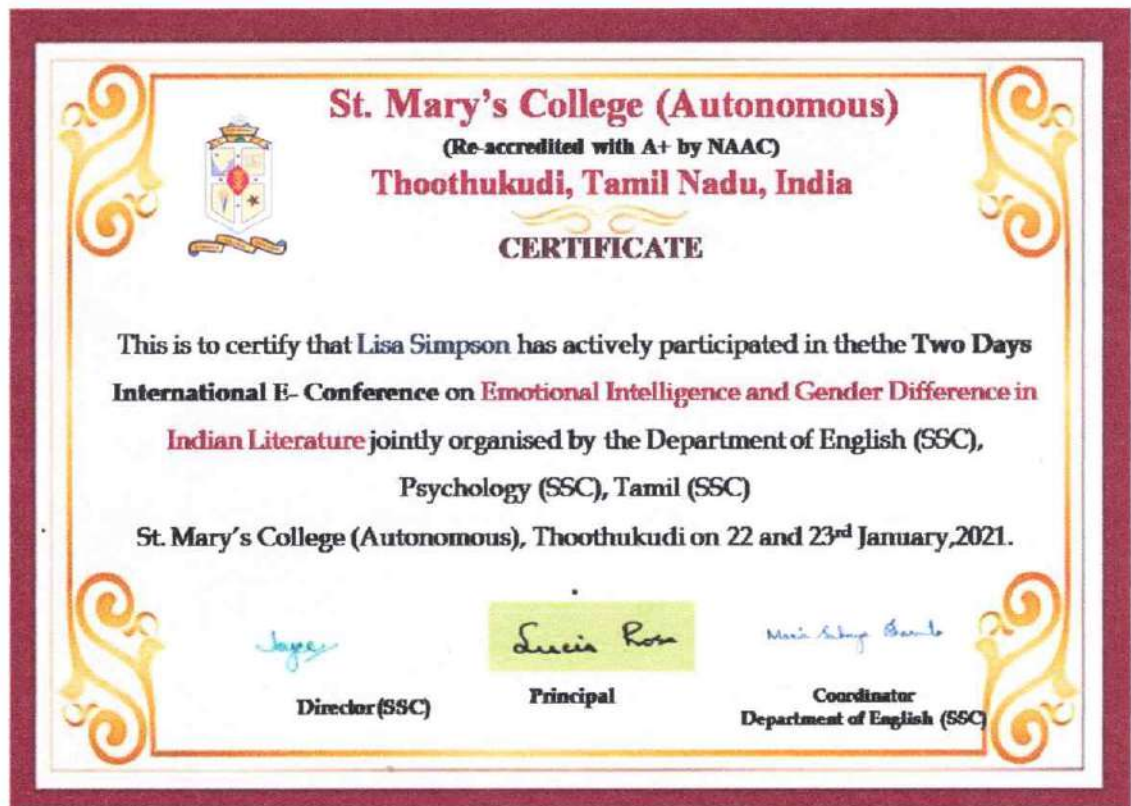 St. Mary's College (Autonomous)
(Re-accredited with A+ by NAAC)
Thoothukudi, Tamil Nadu, India
CERTIFICATE
This is to certify that Lisa Simpson has actively participated in thethe Two Days
International E- Conference on Emotional Intelligence and Gender Difference in
Indian Literature jointly organised by the Department of English (SSC),
Psychology (SSC), Tamil (SSC)
St. Mary's College (Autonomous), Thoothukudi on 22 and 23rd January,2021.
Joyce
Lucia Rose
Director (SSC)
Principal
Coordinator
Department of English (SSC)